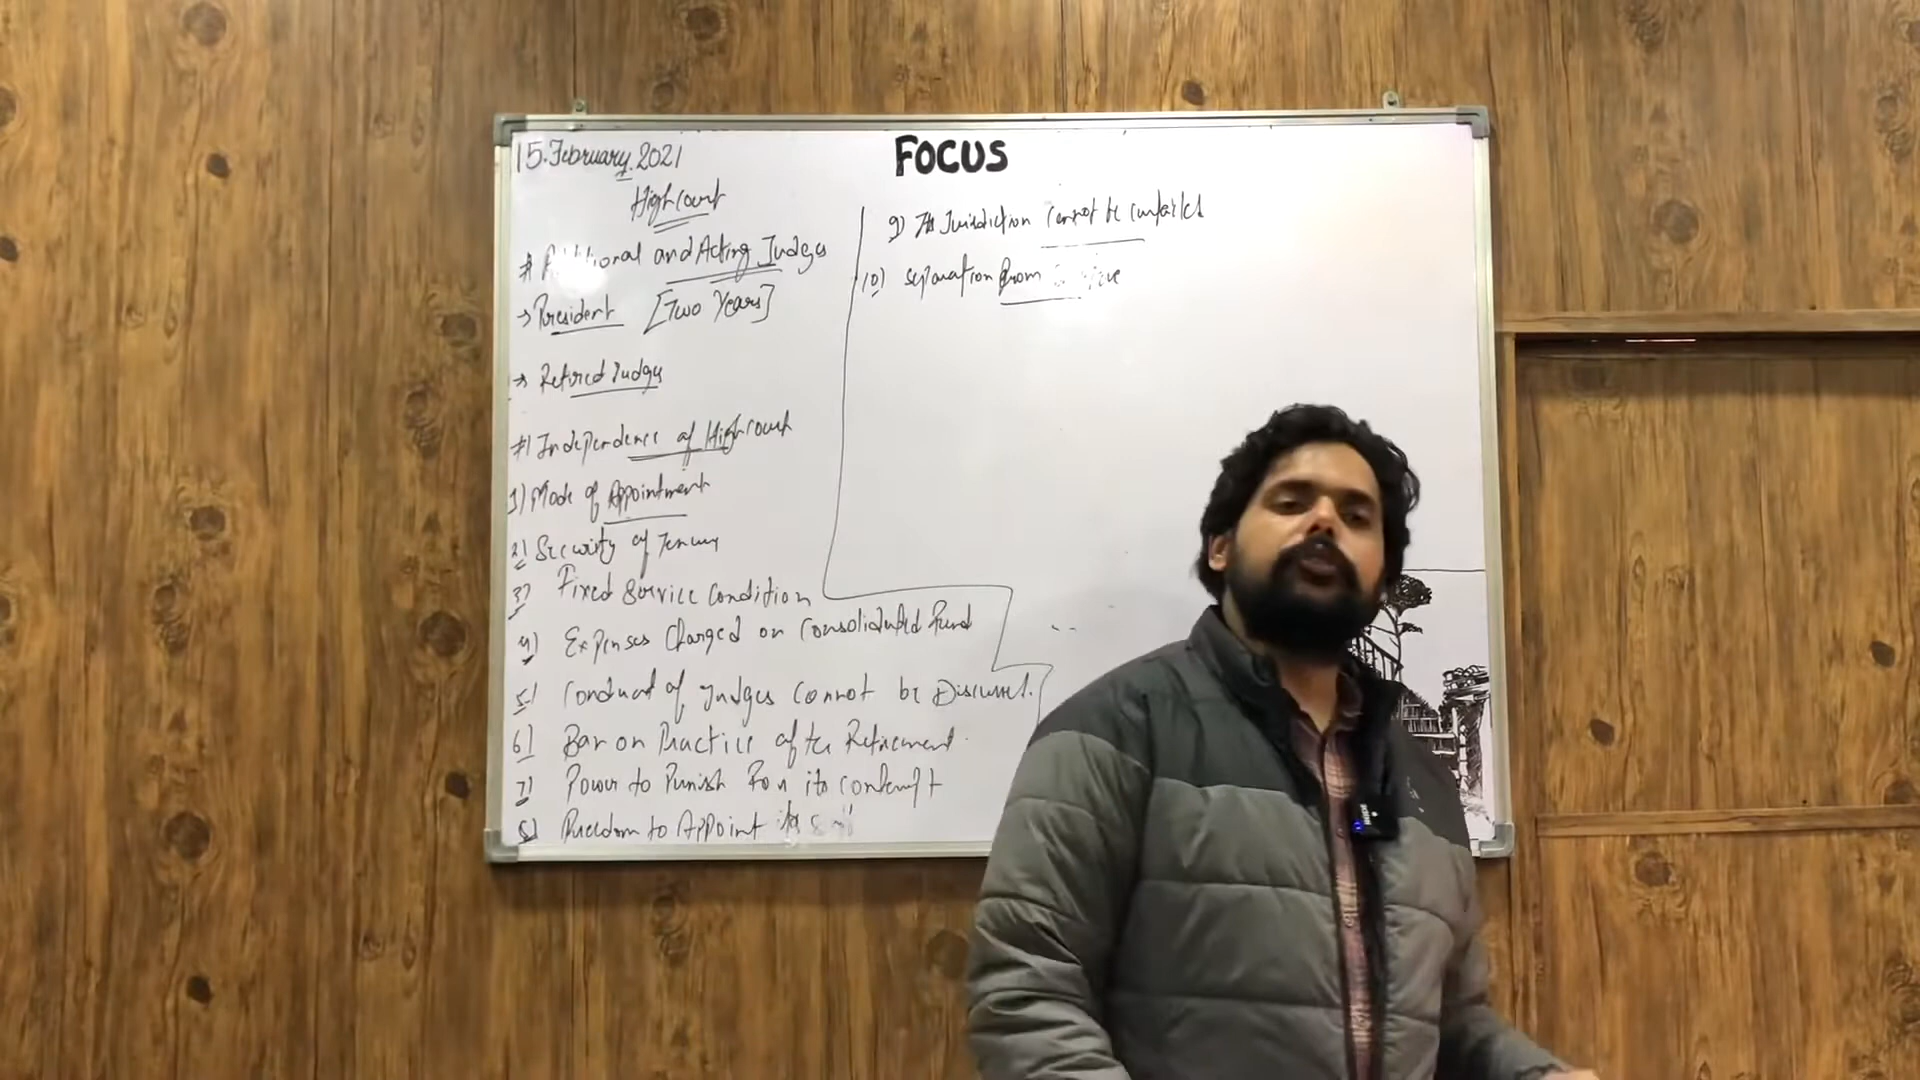 15.February.2021
FOCUS
High Court
# Additional and Acting Judges
→ President [Two Years]
→ Retired Judges
# Independence of High court
1) Mode of Appointment
2) Security of Tenure
3) Fixed Service Condition
4) Expenses Charged on Consolidated Fund
5) Conduct of Judges Cannot be Discussed.
6) Bar on Practice after Retirement.
7) Power to Punish For its contempt
8) Freedom to Appoint its
9) Its Jurisdiction cannot be curtailed
10) Separation from